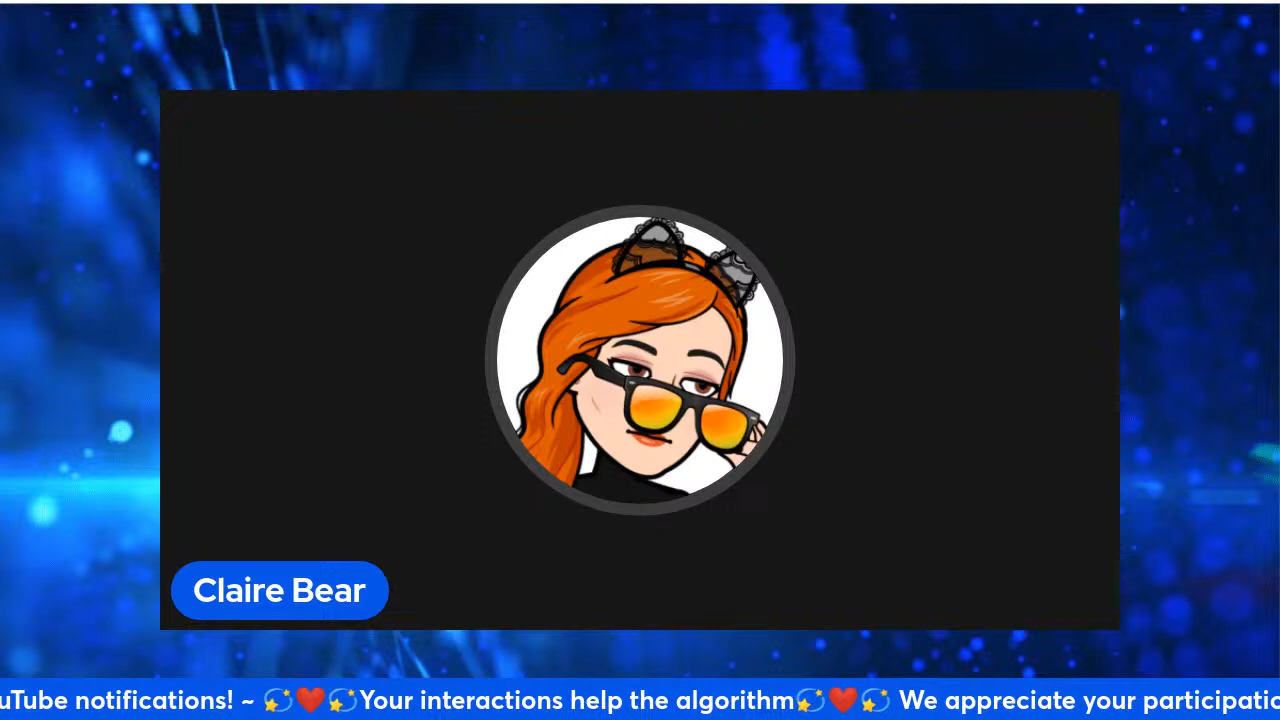 Claire Bear
uTube notifications! ~ 💫❤️💫Your interactions help the algorithm💫❤️💫 We appreciate your participatio